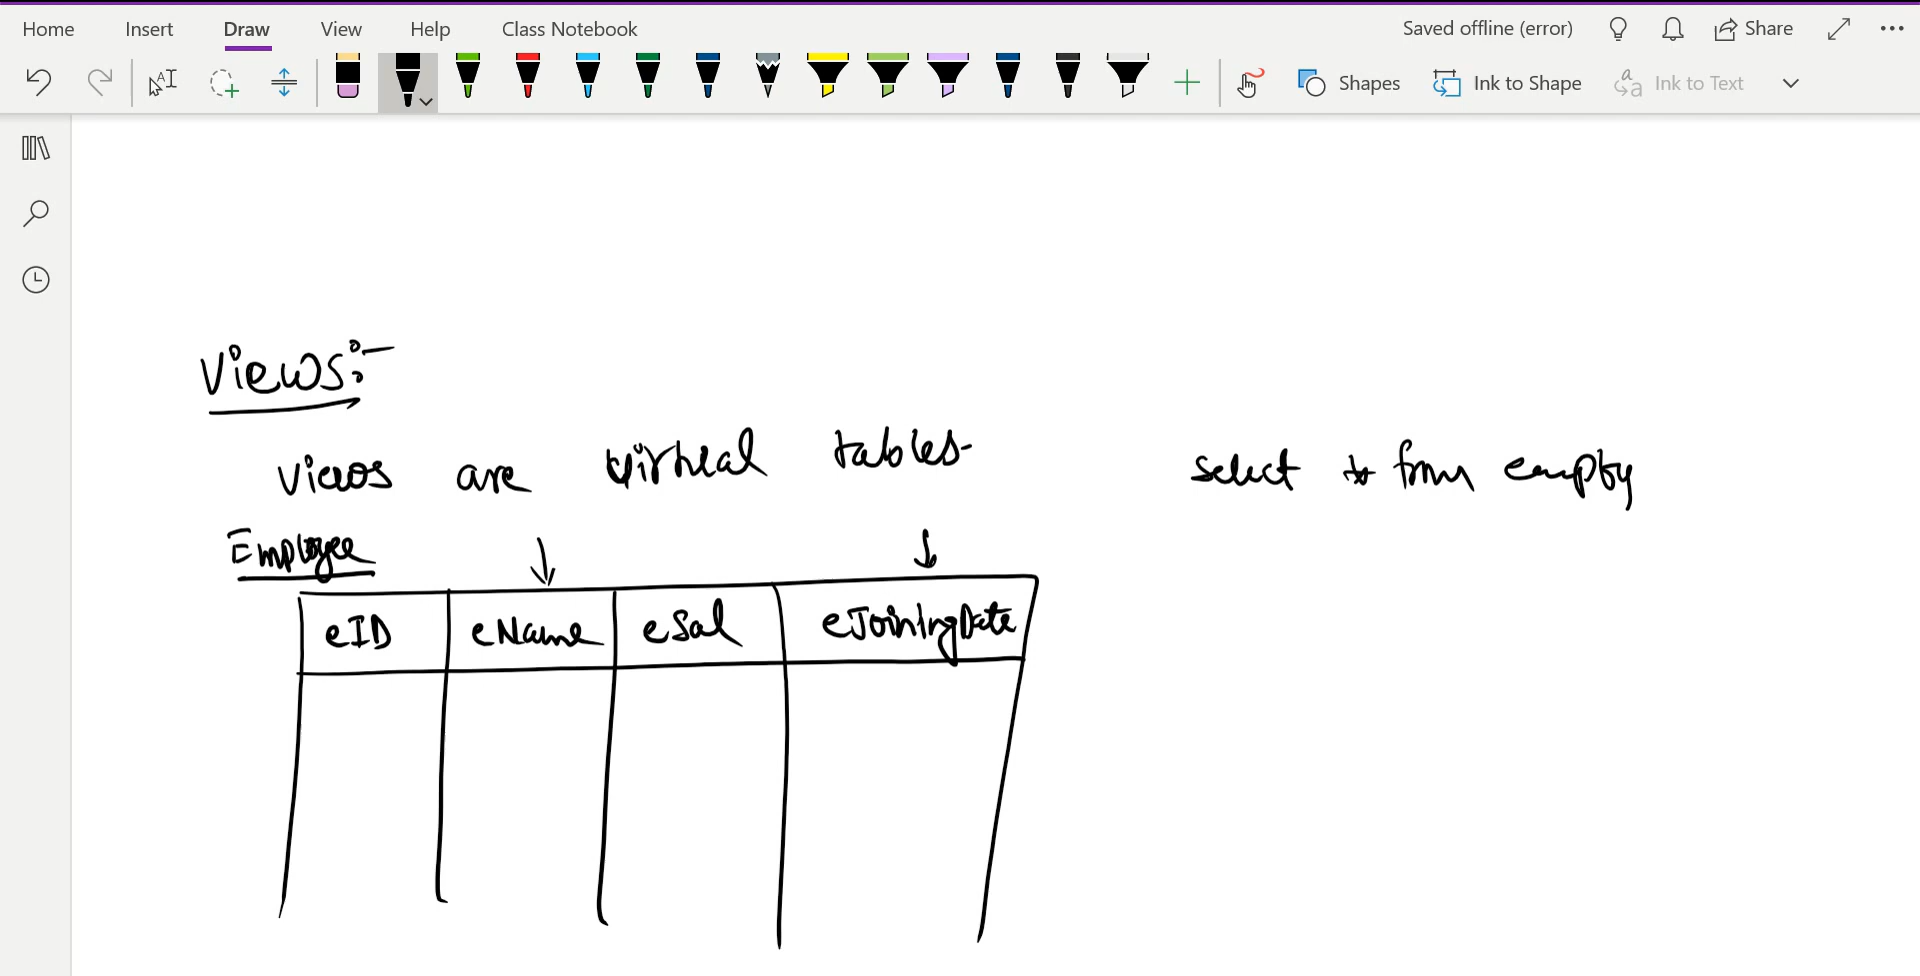 Home Insert Draw View Help Class Notebook Saved offline (error) Share
Shapes Ink to Shape Ink to Text
Views:-
Views are virtual tables-
select * from empty
Employee
eID eName eSal eJoiningDate